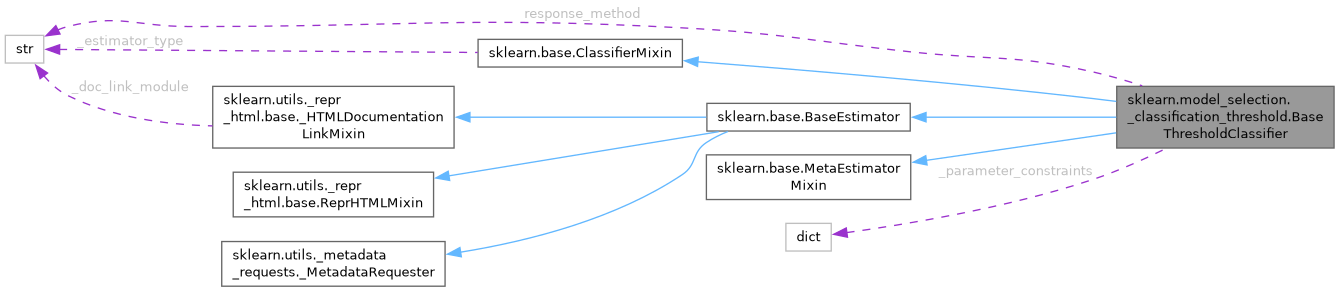 response_method
str
_estimator_type
sklearn.base.ClassifierMixin
_doc_link_module
sklearn.utils._repr
_html.base._HTMLDocumentation
LinkMixin
sklearn.base.BaseEstimator
sklearn.model_selection.
_classification_threshold.Base
ThresholdClassifier
sklearn.base.MetaEstimator
Mixin
_parameter_constraints
sklearn.utils._repr
_html.base.ReprHTMLMixin
dict
sklearn.utils._metadata
_requests._MetadataRequester